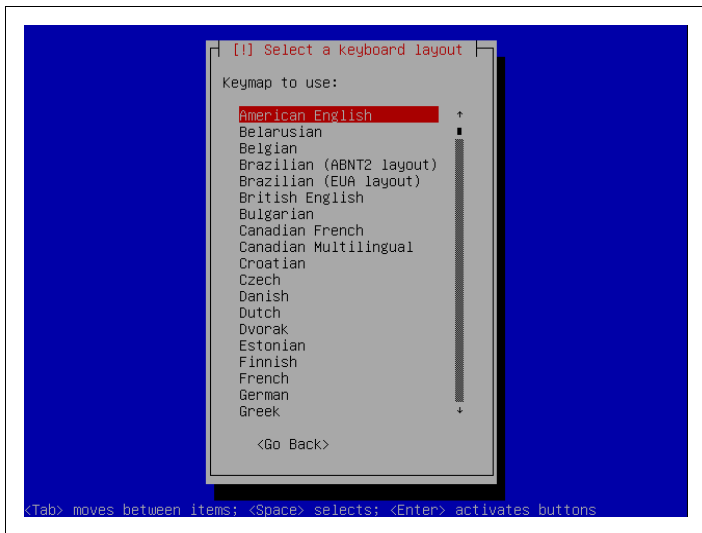 [!] Select a keyboard layout
Keymap to use:
American English
Belarusian
Belgian
Brazilian (ABNT2 layout)
Brazilian (EUA layout)
British English
Bulgarian
Canadian French
Canadian Multilingual
Croatian
Czech
Danish
Dutch
Dvorak
Estonian
Finnish
French
German
Greek
<Go Back>
<Tab> moves between items; <Space> selects; <Enter> activates buttons